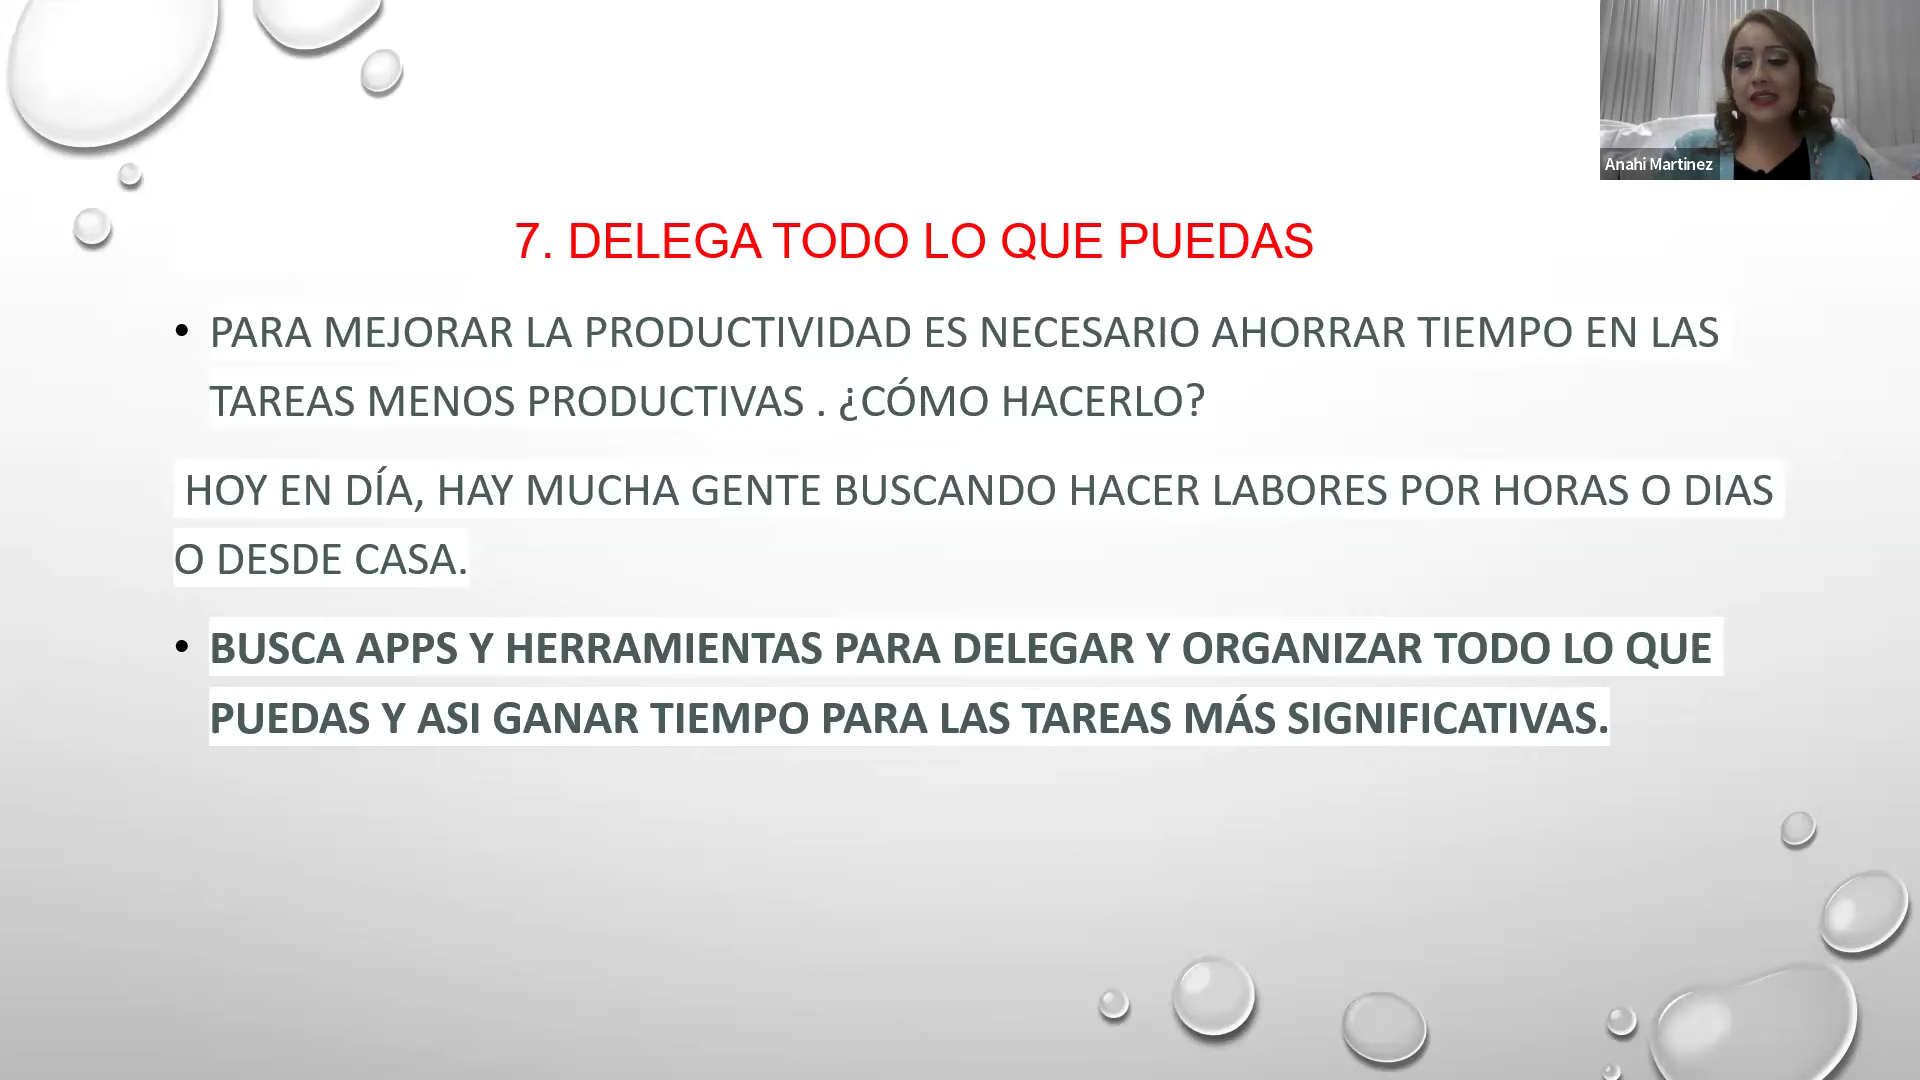 Anahi Martinez
7. DELEGA TODO LO QUE PUEDAS
• PARA MEJORAR LA PRODUCTIVIDAD ES NECESARIO AHORRAR TIEMPO EN LAS
TAREAS MENOS PRODUCTIVAS . ¿CÓMO HACERLO?
HOY EN DÍA, HAY MUCHA GENTE BUSCANDO HACER LABORES POR HORAS O DIAS
O DESDE CASA.
• BUSCA APPS Y HERRAMIENTAS PARA DELEGAR Y ORGANIZAR TODO LO QUE
PUEDAS Y ASI GANAR TIEMPO PARA LAS TAREAS MÁS SIGNIFICATIVAS.